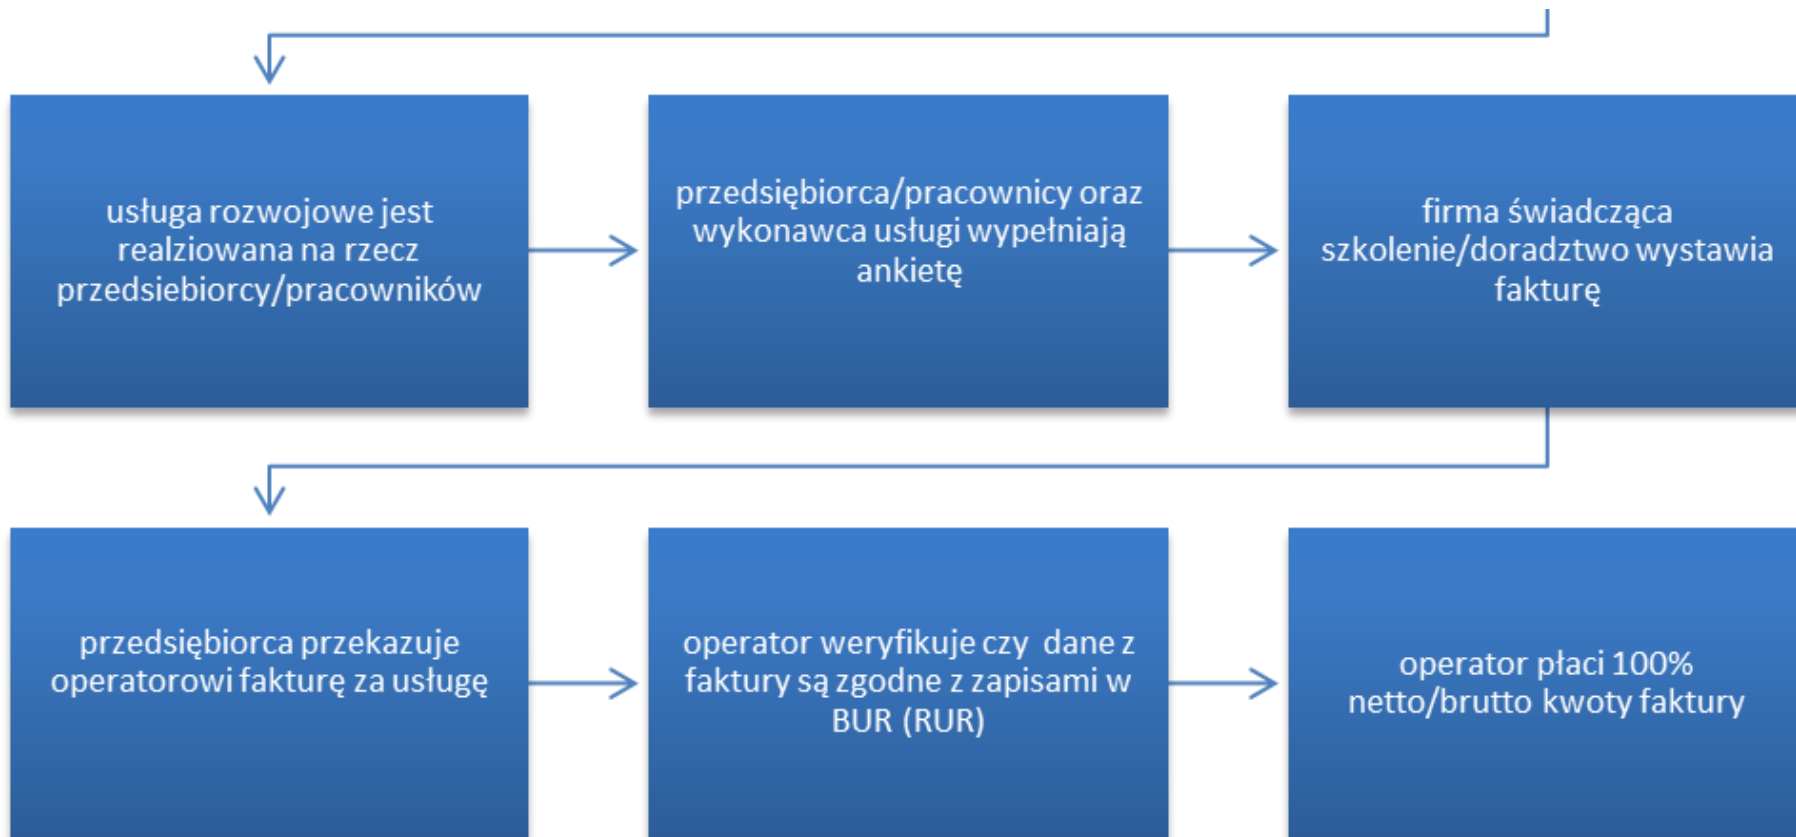 usługa rozwojowe jest
realziowana na rzecz
przedsiebiorcy/pracowników
przedsiębiorca/pracownicy oraz
wykonawca usługi wypełniają
ankietę
firma świadcząca
szkolenie/doradztwo wystawia
fakturę
przedsiębiorca przekazuje
operatorowi fakturę za usługę
operator weryfikuje czy  dane z
faktury są zgodne z zapisami w
BUR (RUR)
operator płaci 100%
netto/brutto kwoty faktury